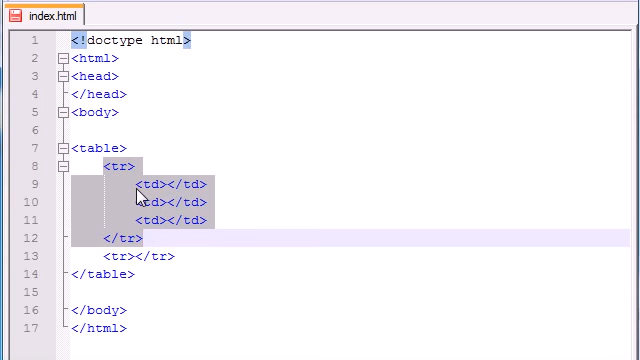 index.html
1 <!doctype html>
2 <html>
3 <head>
4 </head>
5 <body>
6
7 <table>
8 <tr>
9 <td></td>
10 <td></td>
11 <td></td>
12 </tr>
13 <tr></tr>
14 </table>
15
16 </body>
17 </html>